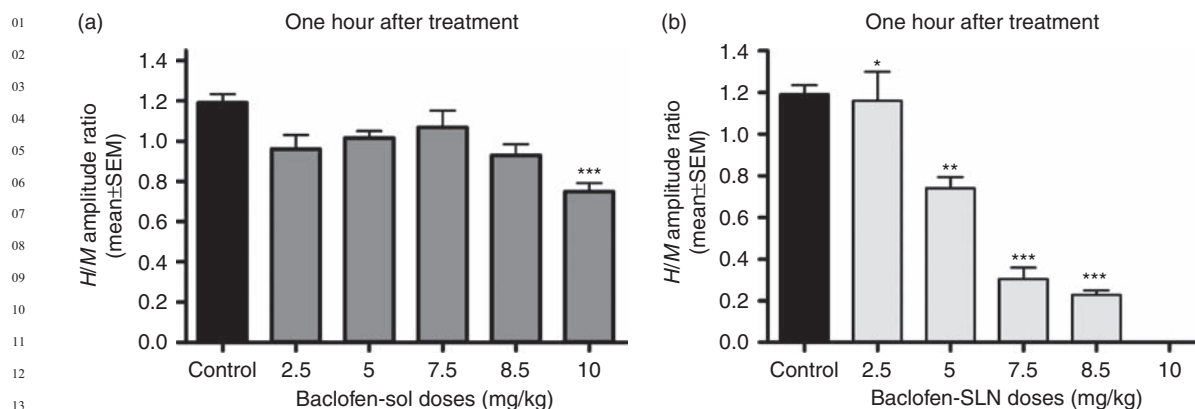 01
02
03
04
05
06
07
08
09
10
11
12
13
(a)
One hour after treatment
H/M amplitude ratio
(mean±SEM)
1.4
1.2
1.0
0.8
0.6
0.4
0.2
0.0
***
Control 2.5 5 7.5 8.5 10
Baclofen-sol doses (mg/kg)
(b)
One hour after treatment
H/M amplitude ratio
(mean±SEM)
1.4
1.2
1.0
0.8
0.6
0.4
0.2
0.0
*
**
***
***
Control 2.5 5 7.5 8.5 10
Baclofen-SLN doses (mg/kg)